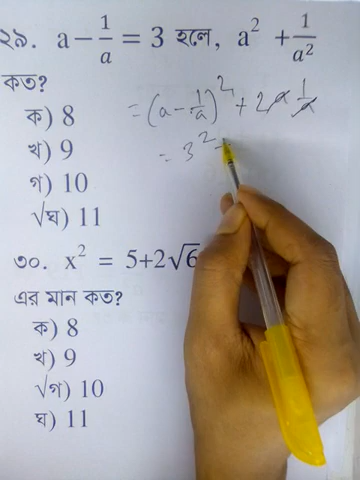 ২৯. a − 1/a = 3 হলে, a² + 1/a²
কত?
= (a − 1/a)² + 2a 1/a
ক) 8
= 3² −
খ) 9
গ) 10
√ঘ) 11
৩০. x² = 5+2√6
এর মান কত?
ক) 8
খ) 9
√গ) 10
ঘ) 11